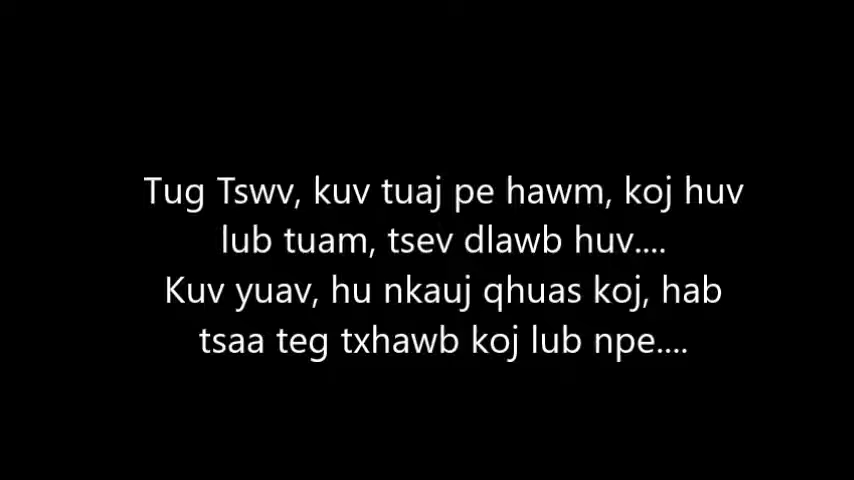 Tug Tswv, kuv tuaj pe hawm, koj huv
lub tuam, tsev dlawb huv....
Kuv yuav, hu nkauj qhuas koj, hab
tsaa teg txhawb koj lub npe....